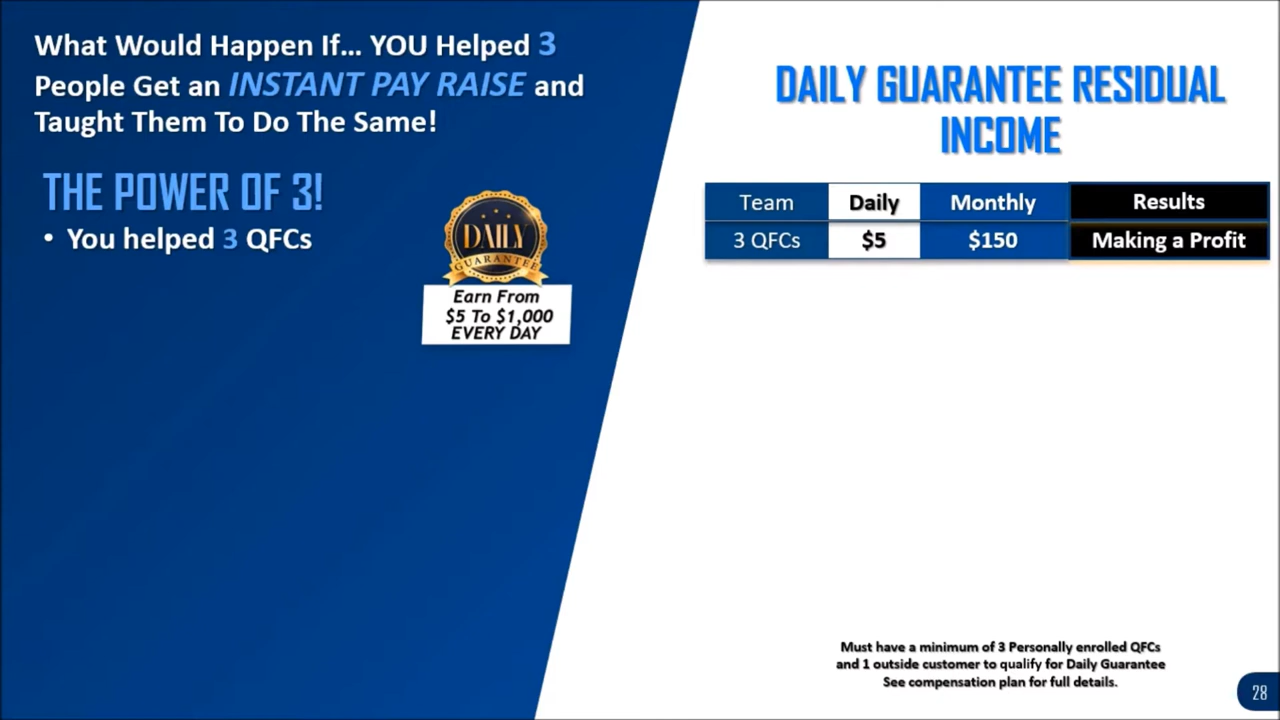 What Would Happen If... YOU Helped 3
People Get an INSTANT PAY RAISE and
Taught Them To Do The Same!
THE POWER OF 3!
• You helped 3 QFCs
DAILY
GUARANTEE
Earn From
$5 To $1,000
EVERY DAY
DAILY GUARANTEE RESIDUAL
INCOME
Team Daily Monthly Results
3 QFCs $5 $150 Making a Profit
Must have a minimum of 3 Personally enrolled QFCs
and 1 outside customer to qualify for Daily Guarantee
See compensation plan for full details.
28